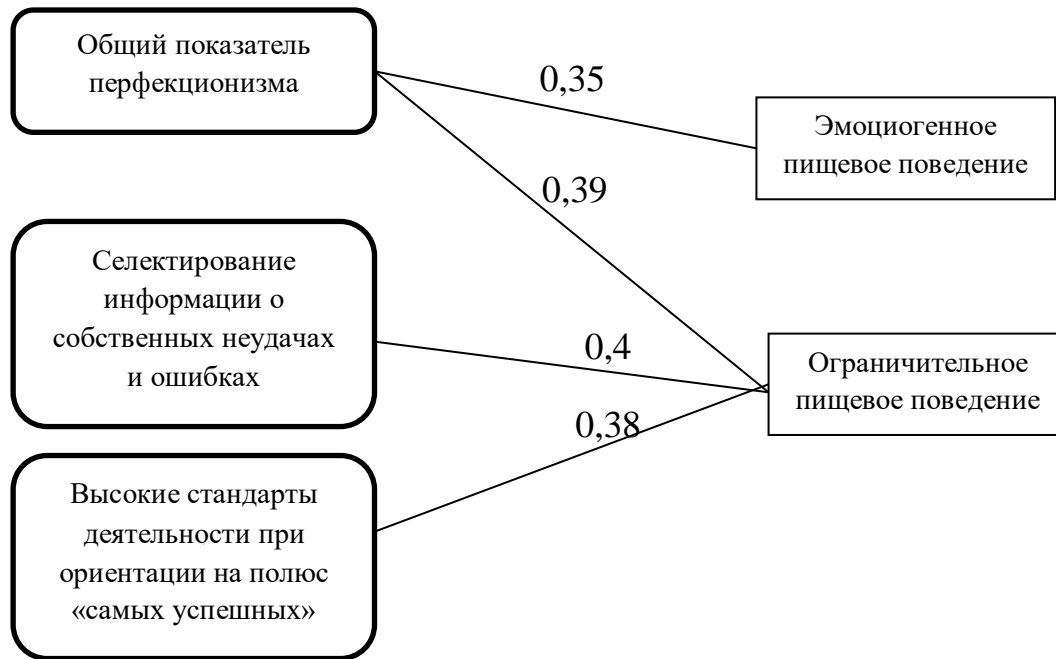 Общий показатель
перфекционизма
0,35
Эмоциогенное
пищевое поведение
0,39
Селектирование
информации о
собственных неудачах
и ошибках
0,4
Ограничительное
пищевое поведение
0,38
Высокие стандарты
деятельности при
ориентации на полюс
«самых успешных»